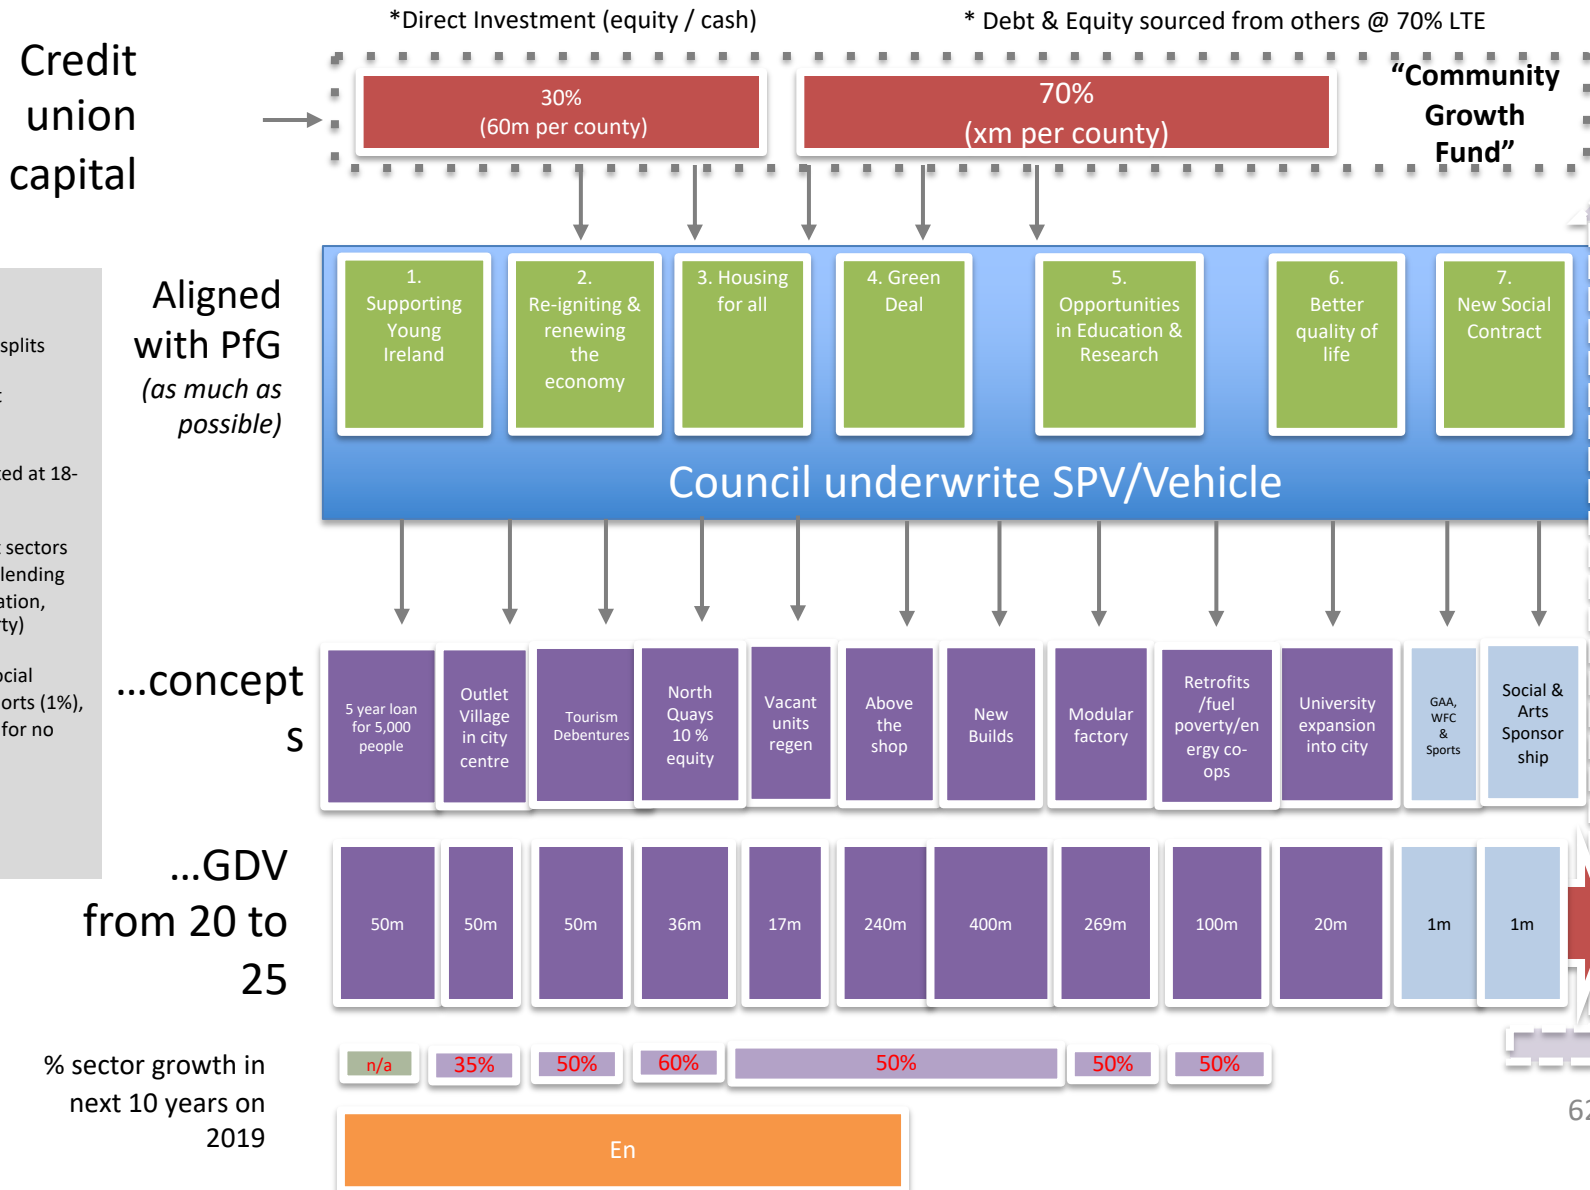 *Direct Investment (equity / cash)
* Debt & Equity sourced from others @ 70% LTE
Credit
union
capital
30%
(60m per county)
70%
(xm per county)
“Community
Growth
Fund”
splits
ted at 18-
t sectors
lending
ation,
rty)
ocial
orts (1%),
for no
Aligned
with PfG
(as much as
possible)
1.
Supporting
Young
Ireland
2.
Re-igniting &
renewing
the
economy
3. Housing
for all
4. Green
Deal
5.
Opportunities
in Education &
Research
6.
Better
quality of
life
7.
New Social
Contract
Council underwrite SPV/Vehicle
...concept
s
5 year loan
for 5,000
people
Outlet
Village
in city
centre
Tourism
Debentures
North
Quays
10 %
equity
Vacant
units
regen
Above
the
shop
New
Builds
Modular
factory
Retrofits
/fuel
poverty/en
ergy co-
ops
University
expansion
into city
GAA,
WFC
&
Sports
Social &
Arts
Sponsor
ship
...GDV
from 20 to
25
50m
50m
50m
36m
17m
240m
400m
269m
100m
20m
1m
1m
% sector growth in
next 10 years on
2019
n/a
35%
50%
60%
50%
50%
50%
En
62